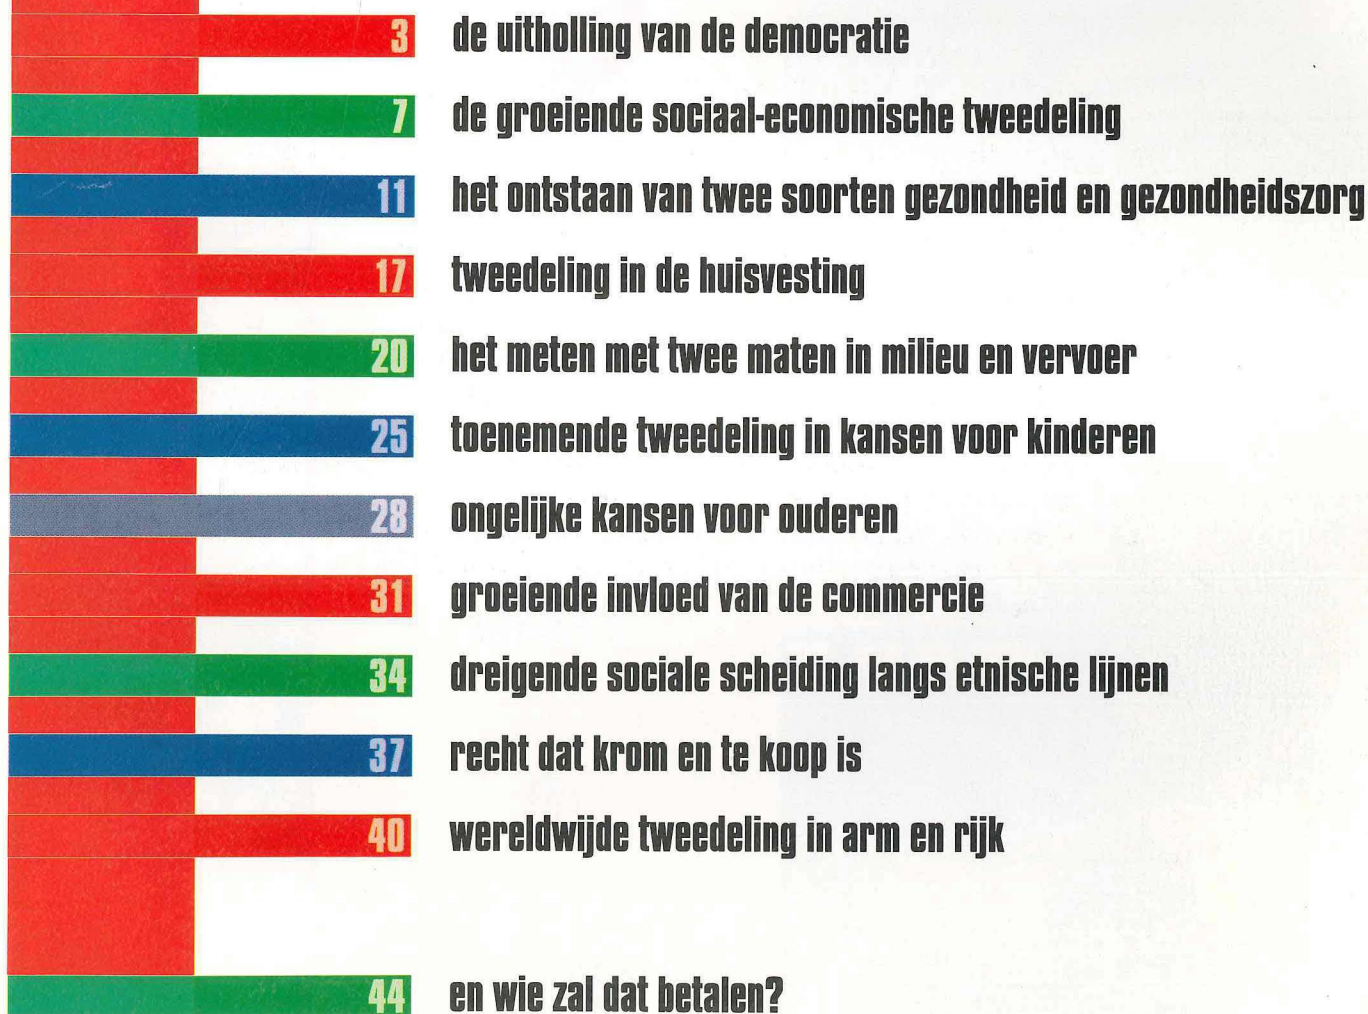 3 de uitholling van de democratie
7 de groeiende sociaal-economische tweedeling
11 het ontstaan van twee soorten gezondheid en gezondheidszorg
17 tweedeling in de huisvesting
20 het meten met twee maten in milieu en vervoer
25 toenemende tweedeling in kansen voor kinderen
28 ongelijke kansen voor ouderen
31 groeiende invloed van de commercie
34 dreigende sociale scheiding langs etnische lijnen
37 recht dat krom en te koop is
40 wereldwijde tweedeling in arm en rijk
44 en wie zal dat betalen?